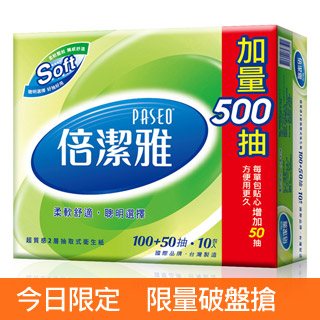 Soft
PASEO
倍潔雅
柔軟舒適,聰明選擇
超質感2層抽取式衛生紙
100+50抽·10包
國際品牌·台灣製造
加量
500抽
每單包貼心增加50抽
方便用更久
今日限定 限量破盤搶